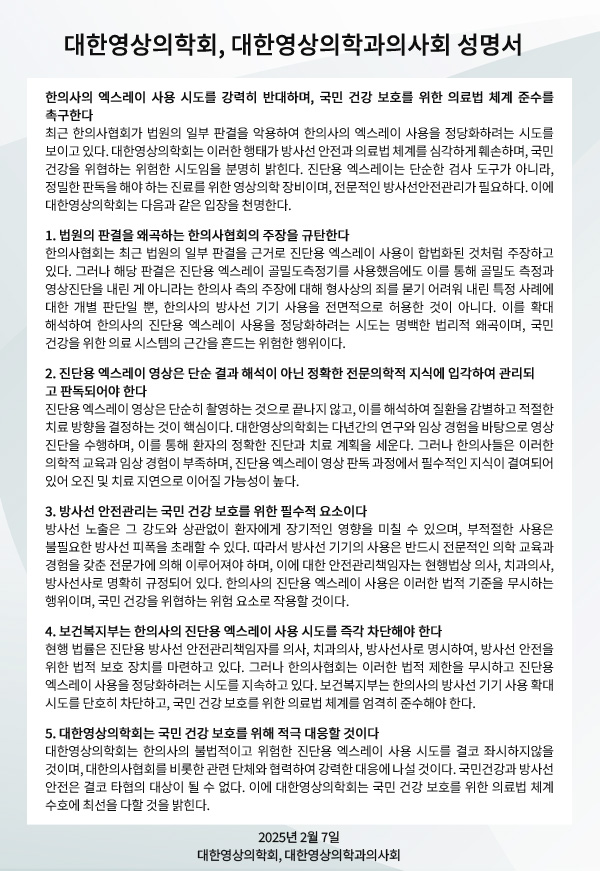 대한영상의학회, 대한영상의학과의사회 성명서
한의사의 엑스레이 사용 시도를 강력히 반대하며, 국민 건강 보호를 위한 의료법 체계 준수를
촉구한다
최근 한의사협회가 법원의 일부 판결을 악용하여 한의사의 엑스레이 사용을 정당화하려는 시도를
보이고 있다. 대한영상의학회는 이러한 행태가 방사선 안전과 의료법 체계를 심각하게 훼손하며, 국민
건강을 위협하는 위험한 시도임을 분명히 밝힌다. 진단용 엑스레이는 단순한 검사 도구가 아니라,
정밀한 판독을 해야 하는 진료를 위한 영상의학 장비이며, 전문적인 방사선안전관리가 필요하다. 이에
대한영상의학회는 다음과 같은 입장을 천명한다.
1. 법원의 판결을 왜곡하는 한의사협회의 주장을 규탄한다
한의사협회는 최근 법원의 일부 판결을 근거로 진단용 엑스레이 사용이 합법화된 것처럼 주장하고
있다. 그러나 해당 판결은 진단용 엑스레이 골밀도측정기를 사용했음에도 이를 통해 골밀도 측정과
영상진단을 내린 게 아니라는 한의사 측의 주장에 대해 형사상의 죄를 묻기 어려워 내린 특정 사례에
대한 개별 판단일 뿐, 한의사의 방사선 기기 사용을 전면적으로 허용한 것이 아니다. 이를 확대
해석하여 한의사의 진단용 엑스레이 사용을 정당화하려는 시도는 명백한 법리적 왜곡이며, 국민
건강을 위한 의료 시스템의 근간을 흔드는 위험한 행위이다.
2. 진단용 엑스레이 영상은 단순 결과 해석이 아닌 정확한 전문의학적 지식에 입각하여 관리되
고 판독되어야 한다
진단용 엑스레이 영상은 단순히 촬영하는 것으로 끝나지 않고, 이를 해석하여 질환을 감별하고 적절한
치료 방향을 결정하는 것이 핵심이다. 대한영상의학회는 다년간의 연구와 임상 경험을 바탕으로 영상
진단을 수행하며, 이를 통해 환자의 정확한 진단과 치료 계획을 세운다. 그러나 한의사들은 이러한
의학적 교육과 임상 경험이 부족하며, 진단용 엑스레이 영상 판독 과정에서 필수적인 지식이 결여되어
있어 오진 및 치료 지연으로 이어질 가능성이 높다.
3. 방사선 안전관리는 국민 건강 보호를 위한 필수적 요소이다
방사선 노출은 그 강도와 상관없이 환자에게 장기적인 영향을 미칠 수 있으며, 부적절한 사용은
불필요한 방사선 피폭을 초래할 수 있다. 따라서 방사선 기기의 사용은 반드시 전문적인 의학 교육과
경험을 갖춘 전문가에 의해 이루어져야 하며, 이에 대한 안전관리책임자는 현행법상 의사, 치과의사,
방사선사로 명확히 규정되어 있다. 한의사의 진단용 엑스레이 사용은 이러한 법적 기준을 무시하는
행위이며, 국민 건강을 위협하는 위험 요소로 작용할 것이다.
4. 보건복지부는 한의사의 진단용 엑스레이 사용 시도를 즉각 차단해야 한다
현행 법률은 진단용 방사선 안전관리책임자를 의사, 치과의사, 방사선사로 명시하여, 방사선 안전을
위한 법적 보호 장치를 마련하고 있다. 그러나 한의사협회는 이러한 법적 제한을 무시하고 진단용
엑스레이 사용을 정당화하려는 시도를 지속하고 있다. 보건복지부는 한의사의 방사선 기기 사용 확대
시도를 단호히 차단하고, 국민 건강 보호를 위한 의료법 체계를 엄격히 준수해야 한다.
5. 대한영상의학회는 국민 건강 보호를 위해 적극 대응할 것이다
대한영상의학회는 한의사의 불법적이고 위험한 진단용 엑스레이 사용 시도를 결코 좌시하지않을
것이며, 대한의사협회를 비롯한 관련 단체와 협력하여 강력한 대응에 나설 것이다. 국민건강과 방사선
안전은 결코 타협의 대상이 될 수 없다. 이에 대한영상의학회는 국민 건강 보호를 위한 의료법 체계
수호에 최선을 다할 것을 밝힌다.
2025년 2월 7일
대한영상의학회, 대한영상의학과의사회